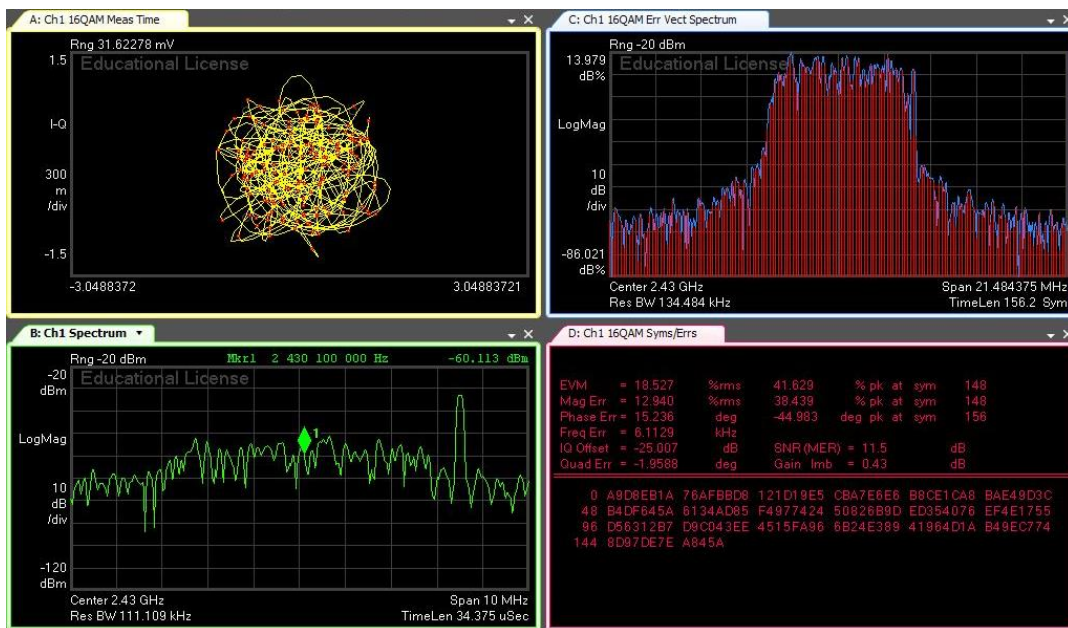 A: Ch1 16QAM Meas Time
Rng 31.62278 mV
1.5
Educational License
I-Q
300
m
/div
-1.5
-3.0488372
3.04883721
C: Ch1 16QAM Err Vect Spectrum
Rng -20 dBm
13.979
dB%
Educational License
LogMag
10
dB
/div
-86.021
dB%
Center 2.43 GHz
Span 21.484375 MHz
Res BW 134.484 kHz
TimeLen 156.2 Sym
B: Ch1 Spectrum
Rng -20 dBm
Mkr1 2 430 100 000 Hz
-60.113 dBm
-20
dBm
Educational License
1
LogMag
10
dB
/div
-120
dBm
Center 2.43 GHz
Span 10 MHz
Res BW 111.109 kHz
TimeLen 34.375 uSec
D: Ch1 16QAM Syms/Errs
EVM = 18.527 %rms 41.629 % pk at sym 148
Mag Err = 12.940 %rms 38.439 % pk at sym 148
Phase Err = 15.236 deg -44.983 deg pk at sym 156
Freq Err = 6.1129 kHz
IQ Offset = -25.007 dB SNR(MER) = 11.5 dB
Quad Err = -1.9588 deg Gain Imb = 0.43 dB
0 A9D8EB1A 76AFBBD8 121D19E5 CBA7E6E6 B8CE1CA8 BAE49D3C
48 B4DF645A 6134AD85 F4977424 50826B9D ED354076 EF4E1755
96 D56312B7 D9C043EE 4515FA96 6B24E389 41964D1A B49EC774
144 8D97DE7E A845A